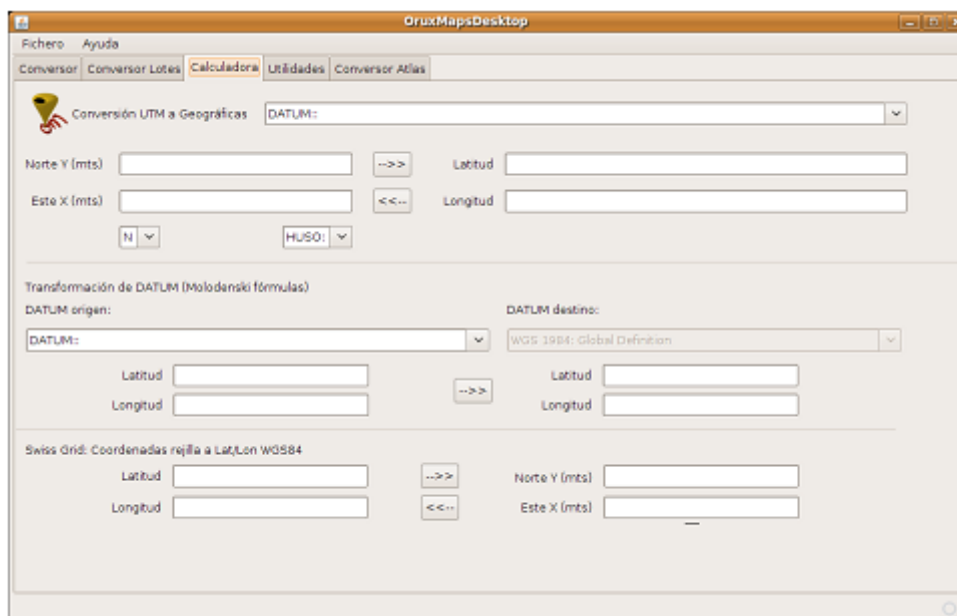 OruxMapsDesktop
Fichero Ayuda
Conversor Conversor Lotes Calculadora Utilidades Conversor Atlas
Conversión UTM a Geográficas DATUM::
Norte Y (mts) -->> Latitud
Este X (mts) <<-- Longitud
N HUSO:
Transformación de DATUM (Molodenski fórmulas)
DATUM origen: DATUM destino:
DATUM:: WGS 1984: Global Definition
Latitud Latitud
-->>
Longitud Longitud
Swiss Grid: Coordenadas rejilla a Lat/Lon WGS84
Latitud -->> Norte Y (mts)
Longitud <<-- Este X (mts)